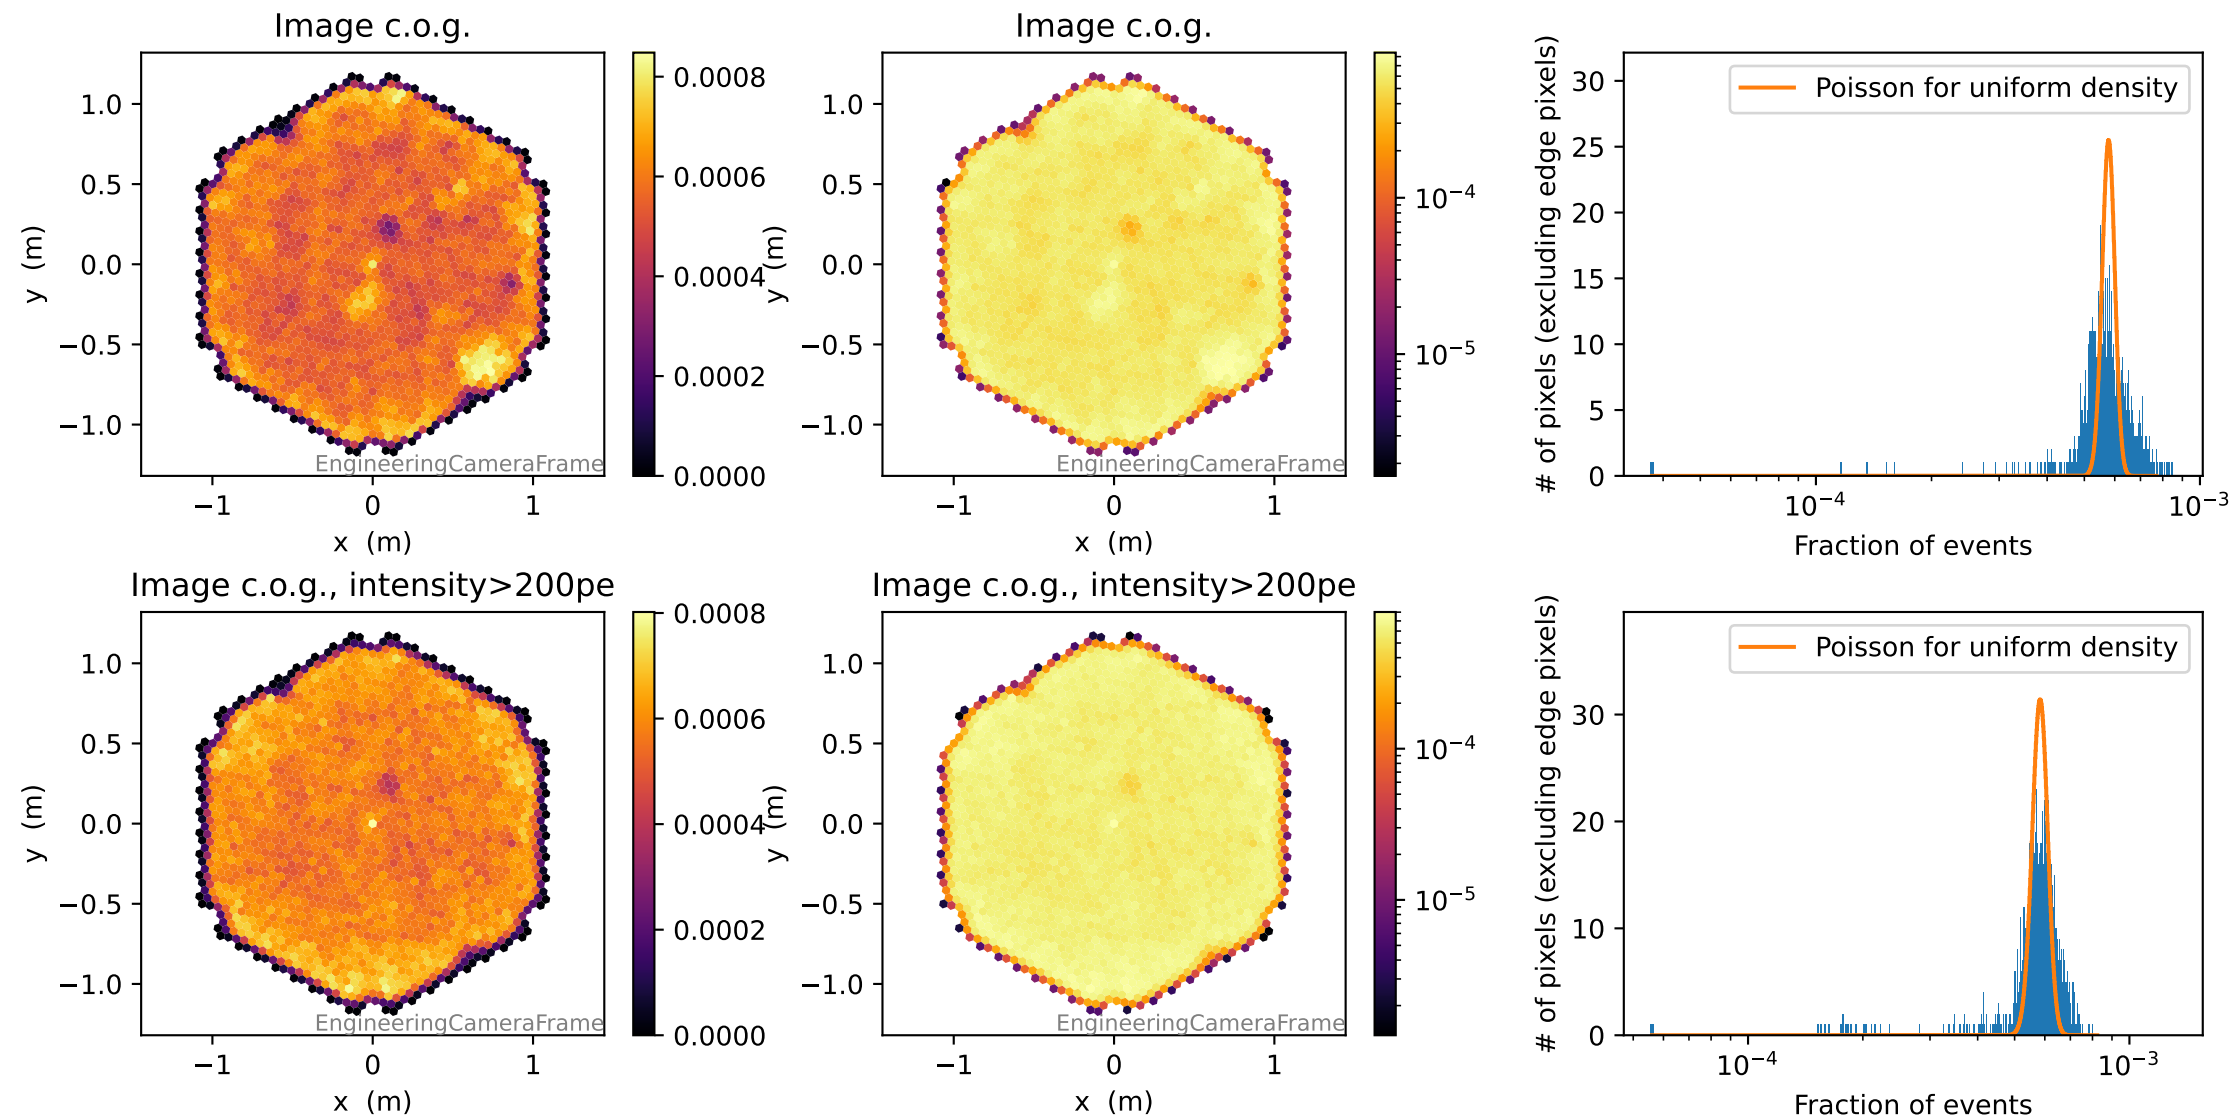 Image c.o.g.
y (m)
1.0
0.5
0.0
−0.5
−1.0
−1
0
1
x (m)
EngineeringCameraFrame
0.0008
0.0006
0.0004
0.0002
0.0000
Image c.o.g.
y (m)
1.0
0.5
0.0
−0.5
−1.0
−1
0
1
x (m)
EngineeringCameraFrame
10⁻⁴
10⁻⁵
# of pixels (excluding edge pixels)
30
25
20
15
10
5
0
Poisson for uniform density
10⁻⁴
10⁻³
Fraction of events
Image c.o.g., intensity>200pe
y (m)
1.0
0.5
0.0
−0.5
−1.0
−1
0
1
x (m)
EngineeringCameraFrame
0.0008
0.0006
0.0004
0.0002
0.0000
Image c.o.g., intensity>200pe
y (m)
1.0
0.5
0.0
−0.5
−1.0
−1
0
1
x (m)
EngineeringCameraFrame
10⁻⁴
10⁻⁵
# of pixels (excluding edge pixels)
30
20
10
0
Poisson for uniform density
10⁻⁴
10⁻³
Fraction of events